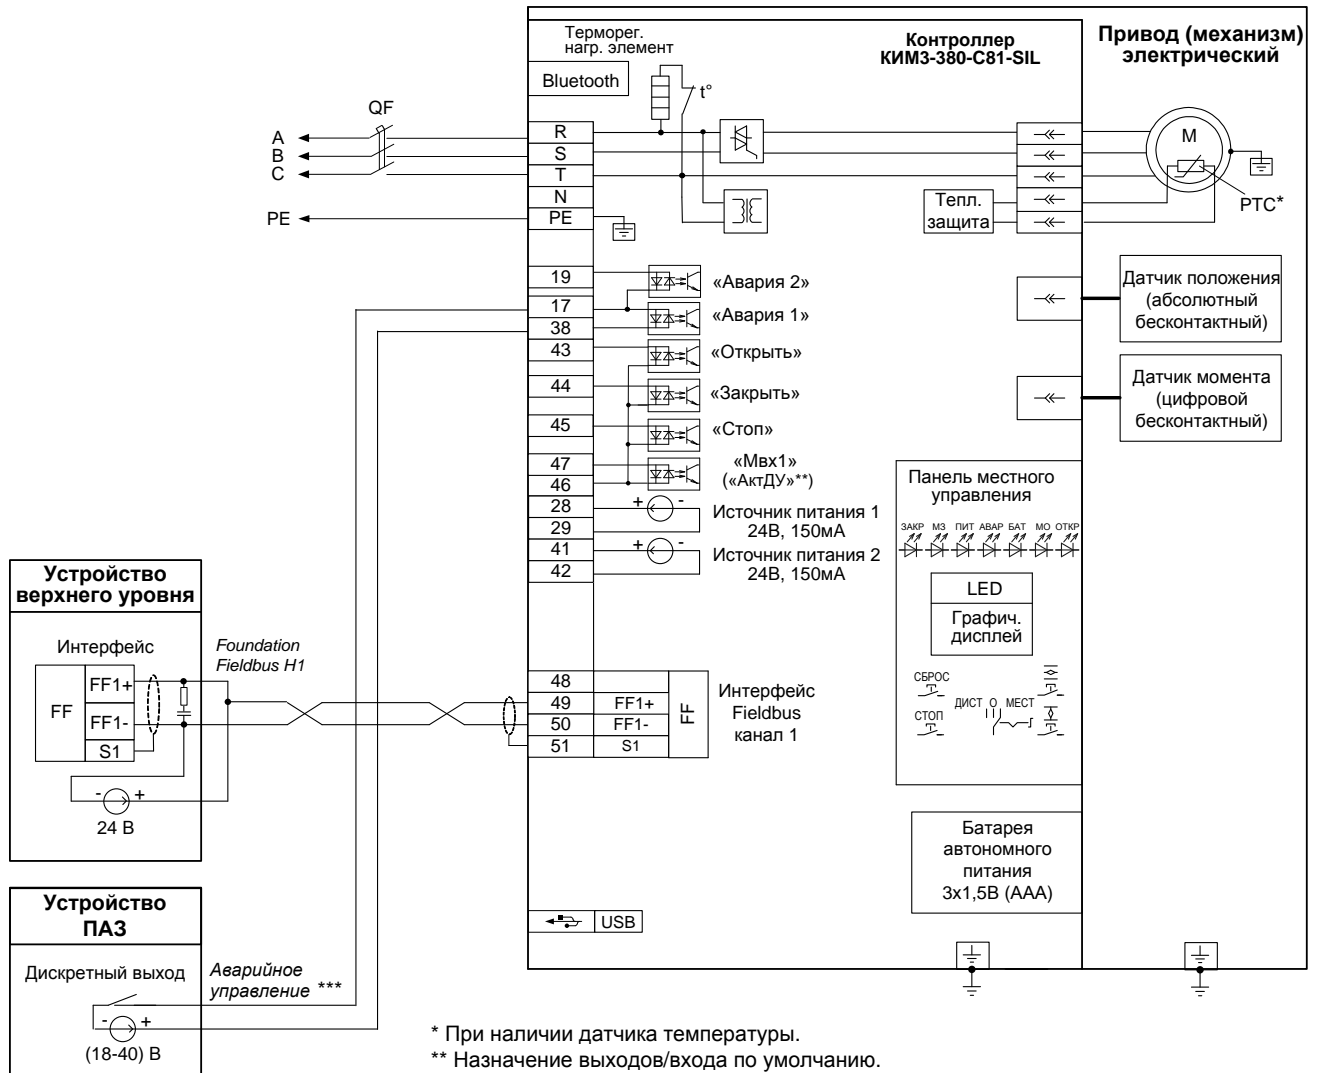 Терморег.
нагр. элемент
Контроллер
КИМ3-380-C81-SIL
Привод (механизм)
электрический
Bluetooth
t°
QF
A
B
C
PE
R
S
T
N
PE
M
Тепл.
защита
PTC*
19
17
38
43
44
45
47
46
28
29
41
42
«Авария 2»
«Авария 1»
«Открыть»
«Закрыть»
«Стоп»
«Мвх1»
(«АктДУ»**)
+ -
Источник питания 1
24В, 150мА
+ -
Источник питания 2
24В, 150мА
Датчик положения
(абсолютный
бесконтактный)
Датчик момента
(цифровой
бесконтактный)
Панель местного
управления
ЗАКР МЗ ПИТ АВАР БАТ МО ОТКР
LED
Графич.
дисплей
СБРОС
СТОП
ДИСТ О МЕСТ
Устройство
верхнего уровня
Интерфейс
FF
FF1+
FF1-
S1
- +
24 В
Foundation
Fieldbus H1
48
49 FF1+
50 FF1-
51 S1
FF
Интерфейс
Fieldbus
канал 1
Батарея
автономного
питания
3x1,5В (AAA)
USB
Устройство
ПАЗ
Дискретный выход
- +
(18-40) В
Аварийное
управление ***
* При наличии датчика температуры.
** Назначение выходов/входа по умолчанию.